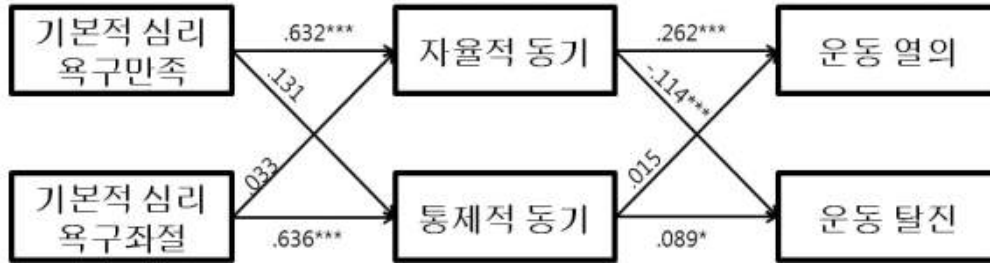 기본적 심리
욕구만족
.632***
자율적 동기
.262***
운동 열의
.131
-.114***
.033
.015
기본적 심리
욕구좌절
.636***
통제적 동기
.089*
운동 탈진